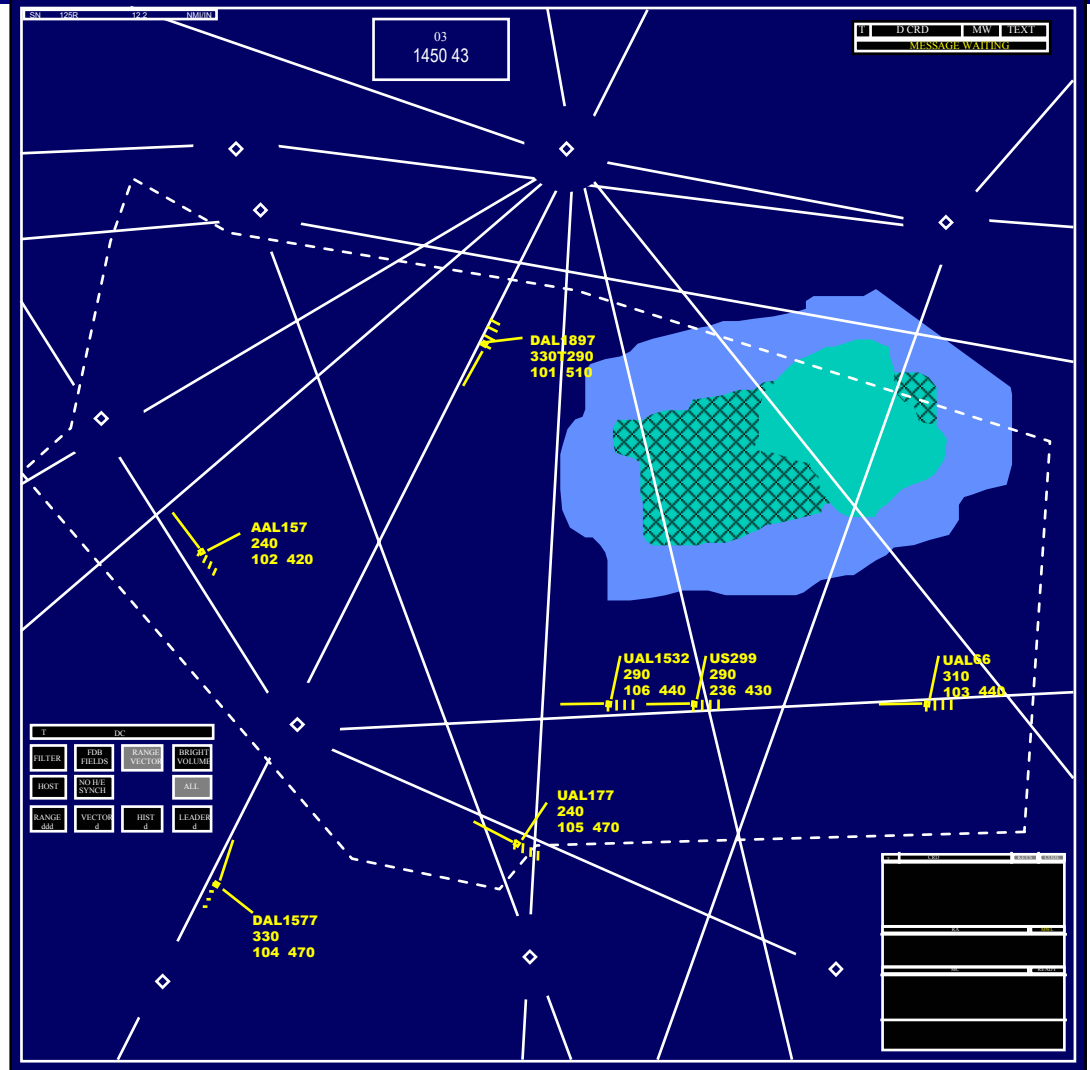 SN 125R 12.2 NMI/IN
03
1450 43
T D CRD MW TEXT
MESSAGE WAITING
DAL1897
330T290
101 510
AAL157
240
102 420
UAL1532
290
106 440
US299
290
236 430
UAL66
310
103 440
T DC
FILTER
FDB
FIELDS
RANGE
VECTOR
BRIGHT
VOLUME
HOST
NO H/E
SYNCH
ALL
RANGE
ddd
VECTOR
d
HIST
d
LEADER
d
UAL177
240
105 470
DAL1577
330
104 470
CRD
RA
READY